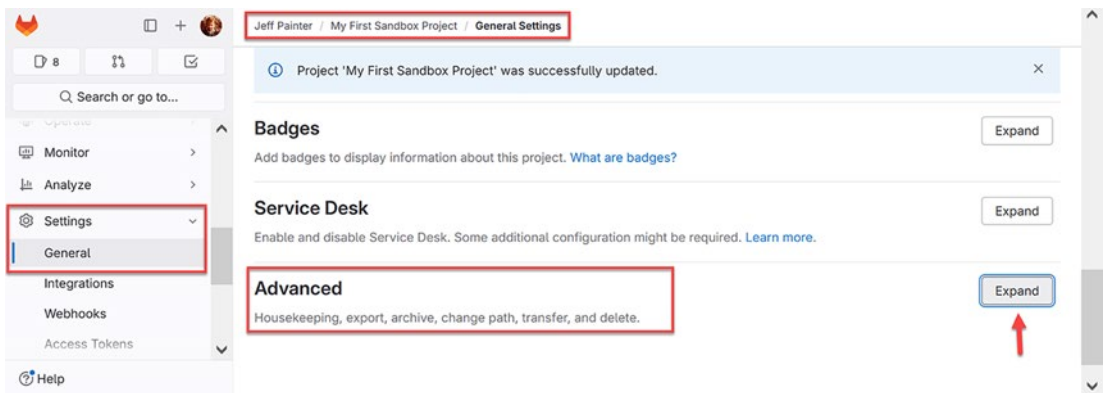 Jeff Painter / My First Sandbox Project / General Settings
8
Search or go to...
Project 'My First Sandbox Project' was successfully updated.
Operate
Monitor
Analyze
Settings
General
Integrations
Webhooks
Access Tokens
Help
Badges
Expand
Add badges to display information about this project. What are badges?
Service Desk
Expand
Enable and disable Service Desk. Some additional configuration might be required. Learn more.
Advanced
Expand
Housekeeping, export, archive, change path, transfer, and delete.